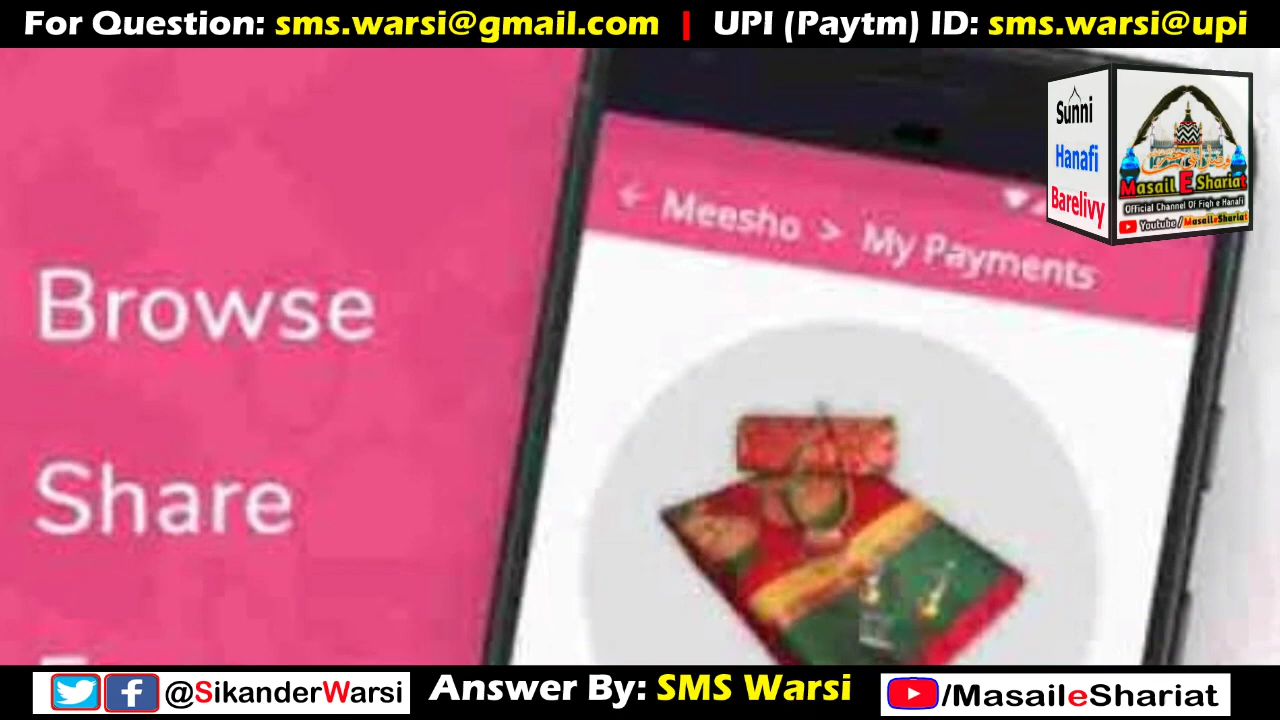 For Question: sms.warsi@gmail.com | UPI (Paytm) ID: sms.warsi@upi
Sunni
Hanafi
Barelivy
Masail E Shariat
Official Channel Of Fiqh e Hanafi
Youtube/MasaileShariat
← Meesho > My Payments
Browse
Share
@SikanderWarsi
Answer By: SMS Warsi
/MasaileShariat